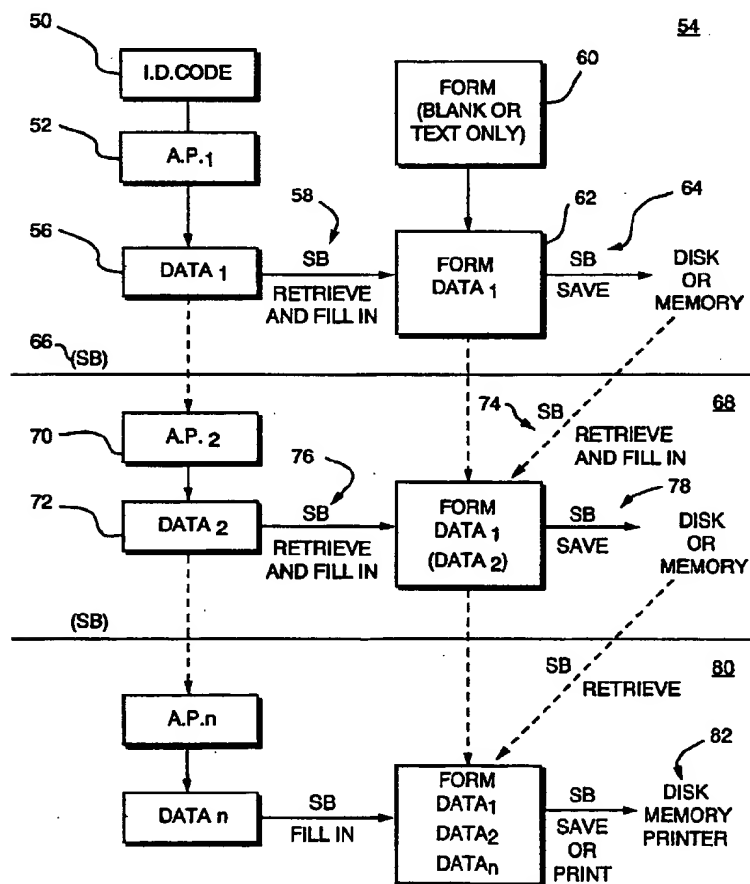 50
54
I.D.CODE
60
FORM
(BLANK OR
TEXT ONLY)
52
A.P.1
58
62
64
56
DATA 1
SB
RETRIEVE
AND FILL IN
FORM
DATA 1
SB
SAVE
DISK
OR
MEMORY
66
(SB)
74
SB
68
70
A.P.2
RETRIEVE
AND FILL IN
76
78
72
DATA 2
SB
RETRIEVE
AND FILL IN
FORM
DATA 1
(DATA 2)
SB
SAVE
DISK
OR
MEMORY
(SB)
SB
RETRIEVE
80
A.P.n
82
DATA n
SB
FILL IN
FORM
DATA1
DATA2
DATAn
SB
SAVE
OR
PRINT
DISK
MEMORY
PRINTER